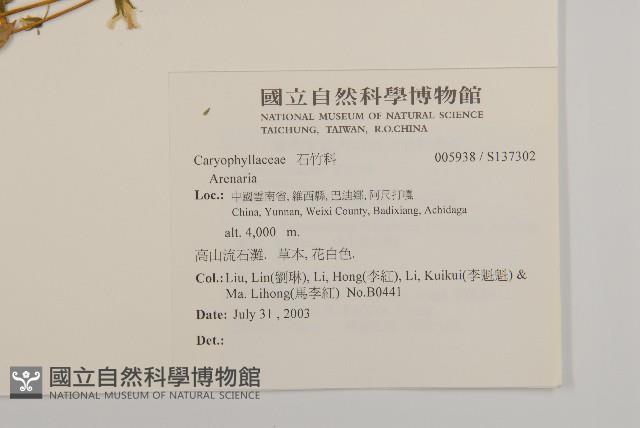 國立自然科學博物館
NATIONAL MUSEUM OF NATURAL SCIENCE
TAICHUNG, TAIWAN, R.O.CHINA
Caryophyllaceae 石竹科 005938 / S137302
Arenaria
Loc.: 中國雲南省, 維西縣, 巴迪鄉, 阿尺打嘎
China, Yunnan, Weixi County, Badixiang, Achidaga
alt. 4,000 m.
高山流石灘. 草本, 花白色.
Col.: Liu, Lin(劉琳), Li, Hong(李紅), Li, Kuikui(李魁魁) &
Ma. Lihong(馬李紅) No.B0441
Date: July 31 , 2003
Det.:
國立自然科學博物館
NATIONAL MUSEUM OF NATURAL SCIENCE